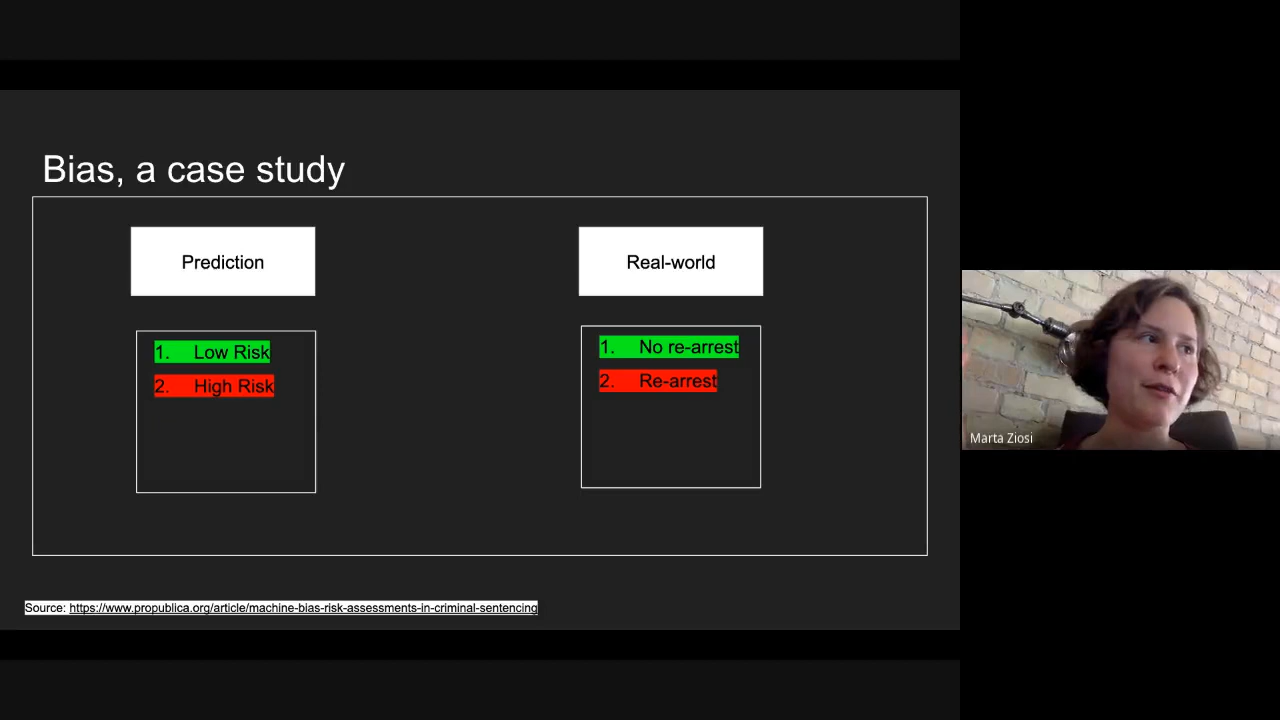 Bias, a case study
Prediction
Real-world
1. Low Risk
2. High Risk
1. No re-arrest
2. Re-arrest
Source: https://www.propublica.org/article/machine-bias-risk-assessments-in-criminal-sentencing
Marta Ziosi